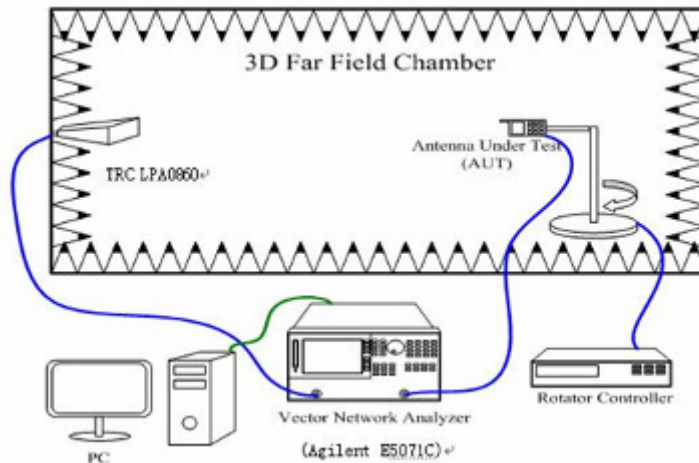 3D Far Field Chamber
TRC LPA0860↵
Antenna Under Test
(AUT)
Vector Network Analyzer
(Agilent E5071C)↵
Rotator Controller
PC